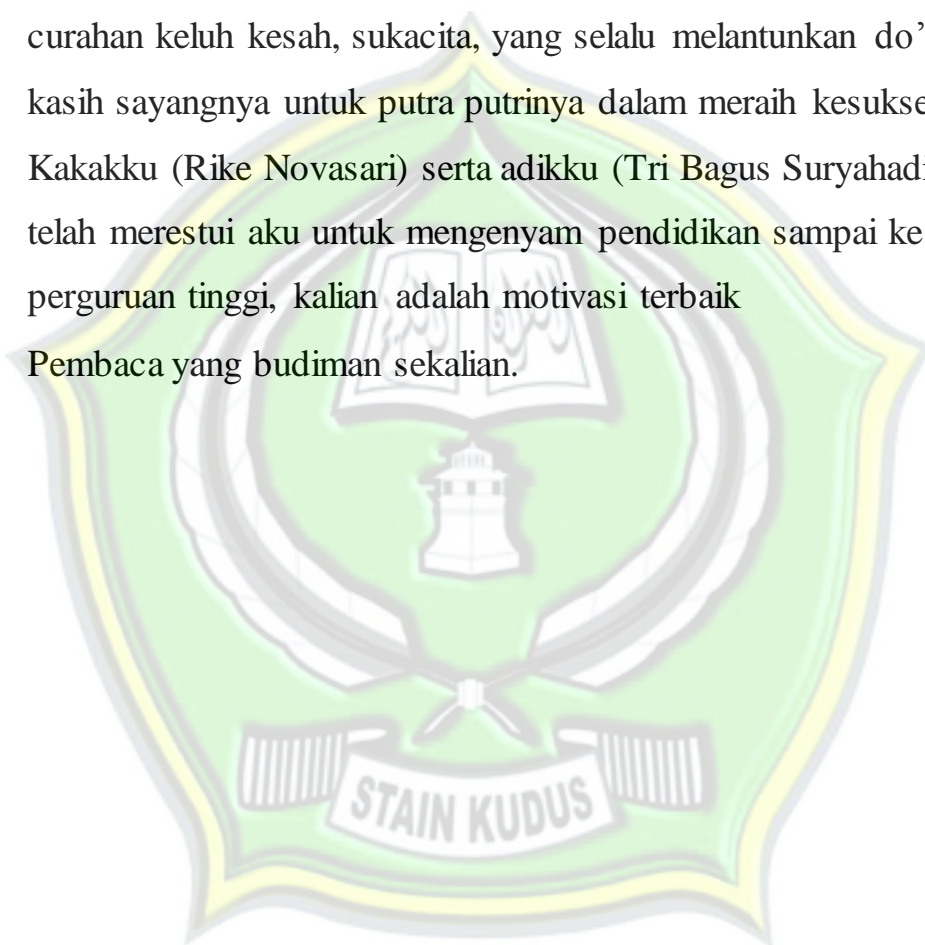 curahan keluh kesah, sukacita, yang selalu melantunkan do’
kasih sayangnya untuk putra putrinya dalam meraih kesukse
Kakakku (Rike Novasari) serta adikku (Tri Bagus Suryahadi
telah merestui aku untuk mengenyam pendidikan sampai ke
perguruan tinggi, kalian adalah motivasi terbaik
Pembaca yang budiman sekalian.
STAIN KUDUS